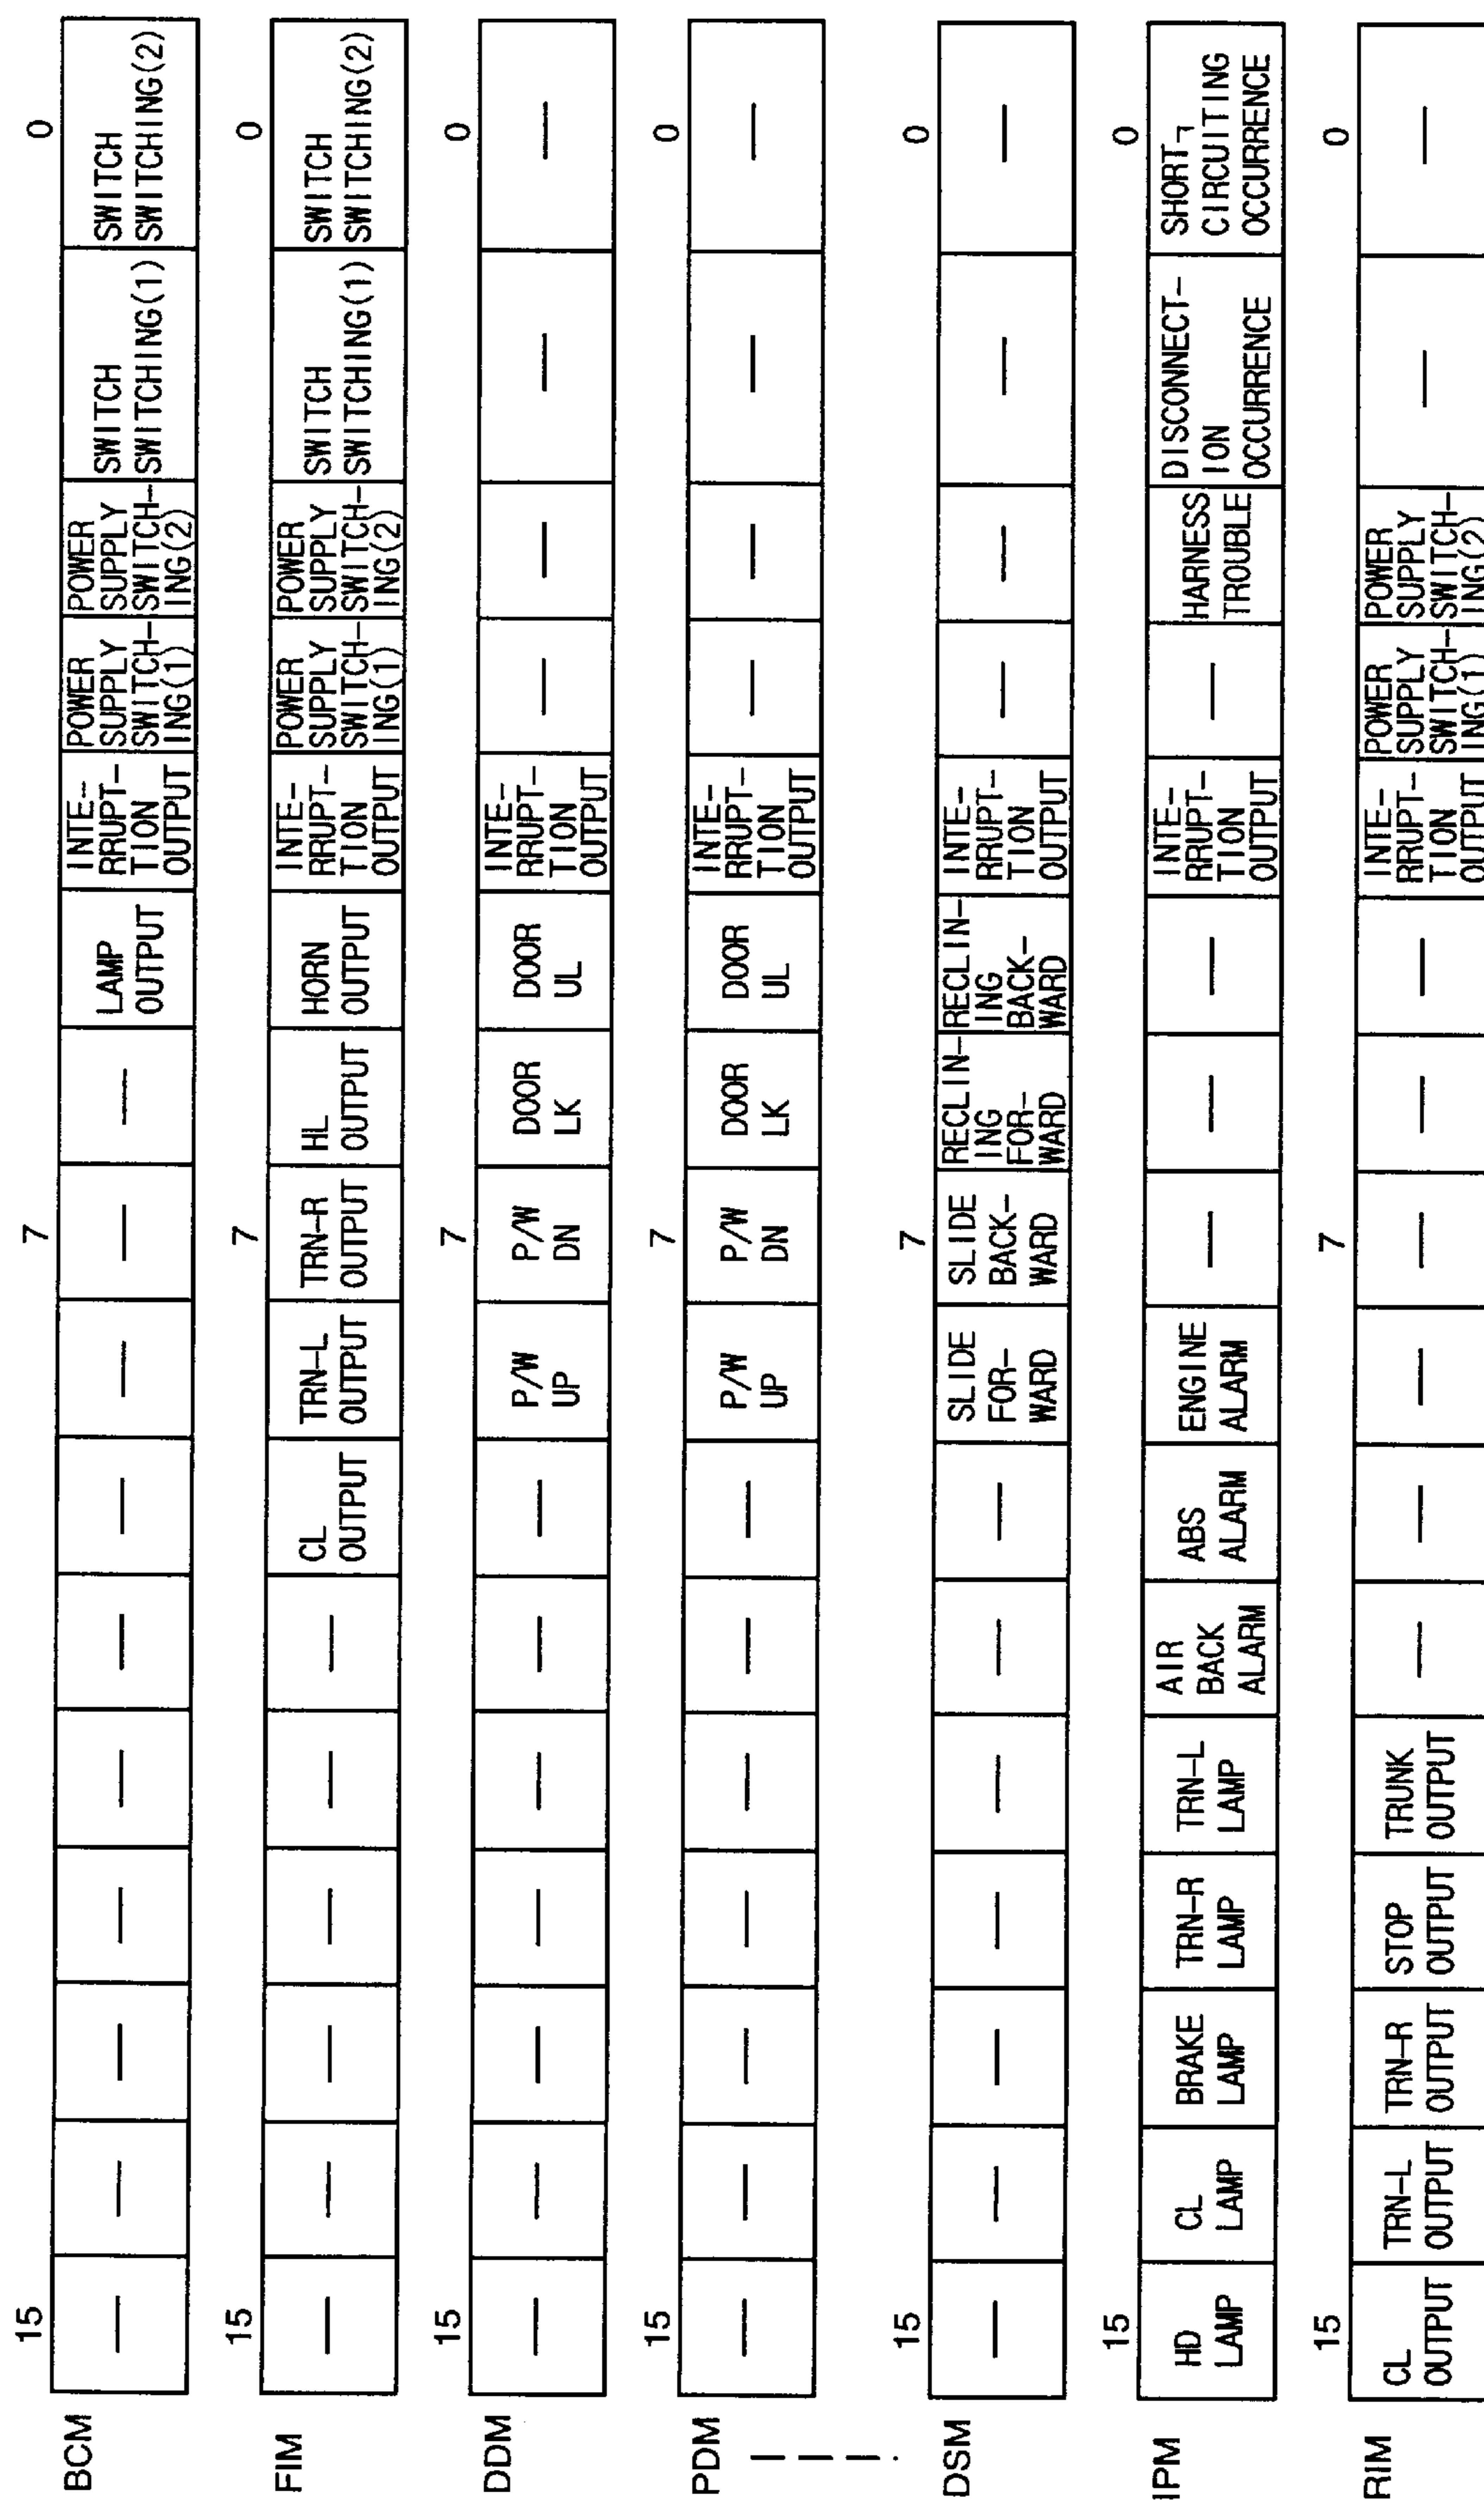 BCM
15
7
0
—
—
—
—
—
—
—
—
—
—
LAMP
OUTPUT
INTE-
RRUPT-
TION
OUTPUT
POWER
SUPPLY
SWITCH-
ING(1)
POWER
SUPPLY
SWITCH-
ING(2)
SWITCH
SWITCHING(1)
SWITCH
SWITCHING(2)
FIM
15
7
0
—
—
—
—
—
—
CL
OUTPUT
TRN-L
OUTPUT
TRN-R
OUTPUT
HL
OUTPUT
HORN
OUTPUT
INTE-
RRUPT-
TION
OUTPUT
POWER
SUPPLY
SWITCH-
ING(1)
POWER
SUPPLY
SWITCH-
ING(2)
SWITCH
SWITCHING(1)
SWITCH
SWITCHING(2)
DDM
15
7
0
—
—
—
—
—
—
—
P/W
UP
P/W
DN
DOOR
LK
DOOR
UL
INTE-
RRUPT-
TION
OUTPUT
—
—
—
—
PDM
15
7
0
—
—
—
—
—
—
—
P/W
UP
P/W
DN
DOOR
LK
DOOR
UL
INTE-
RRUPT-
TION
OUTPUT
—
—
—
—
DSM
15
7
0
—
—
—
—
—
—
—
SLIDE
FOR-
WARD
SLIDE
BACK-
WARD
RECLIN-
ING
FOR-
WARD
RECLIN-
ING
BACK-
WARD
INTE-
RRUPT-
TION
OUTPUT
—
—
—
—
IPM
15
0
HD
LAMP
CL
LAMP
BRAKE
LAMP
TRN-R
LAMP
TRN-L
LAMP
AIR
BACK
ALARM
ABS
ALARM
ENGINE
ALARM
—
—
—
INTE-
RRUPT-
TION
OUTPUT
—
HARNESS
TROUBLE
DISCONNECT-
ION
OCCURRENCE
SHORT¬
CIRCUITING
OCCURRENCE
RIM
15
7
0
CL
OUTPUT
TRN-L
OUTPUT
TRN-R
OUTPUT
STOP
OUTPUT
TRUNK
OUTPUT
—
—
—
—
—
—
INTE-
RRUPT-
TION
OUTPUT
POWER
SUPPLY
SWITCH-
ING(1)
POWER
SUPPLY
SWITCH-
ING(2)
—
—